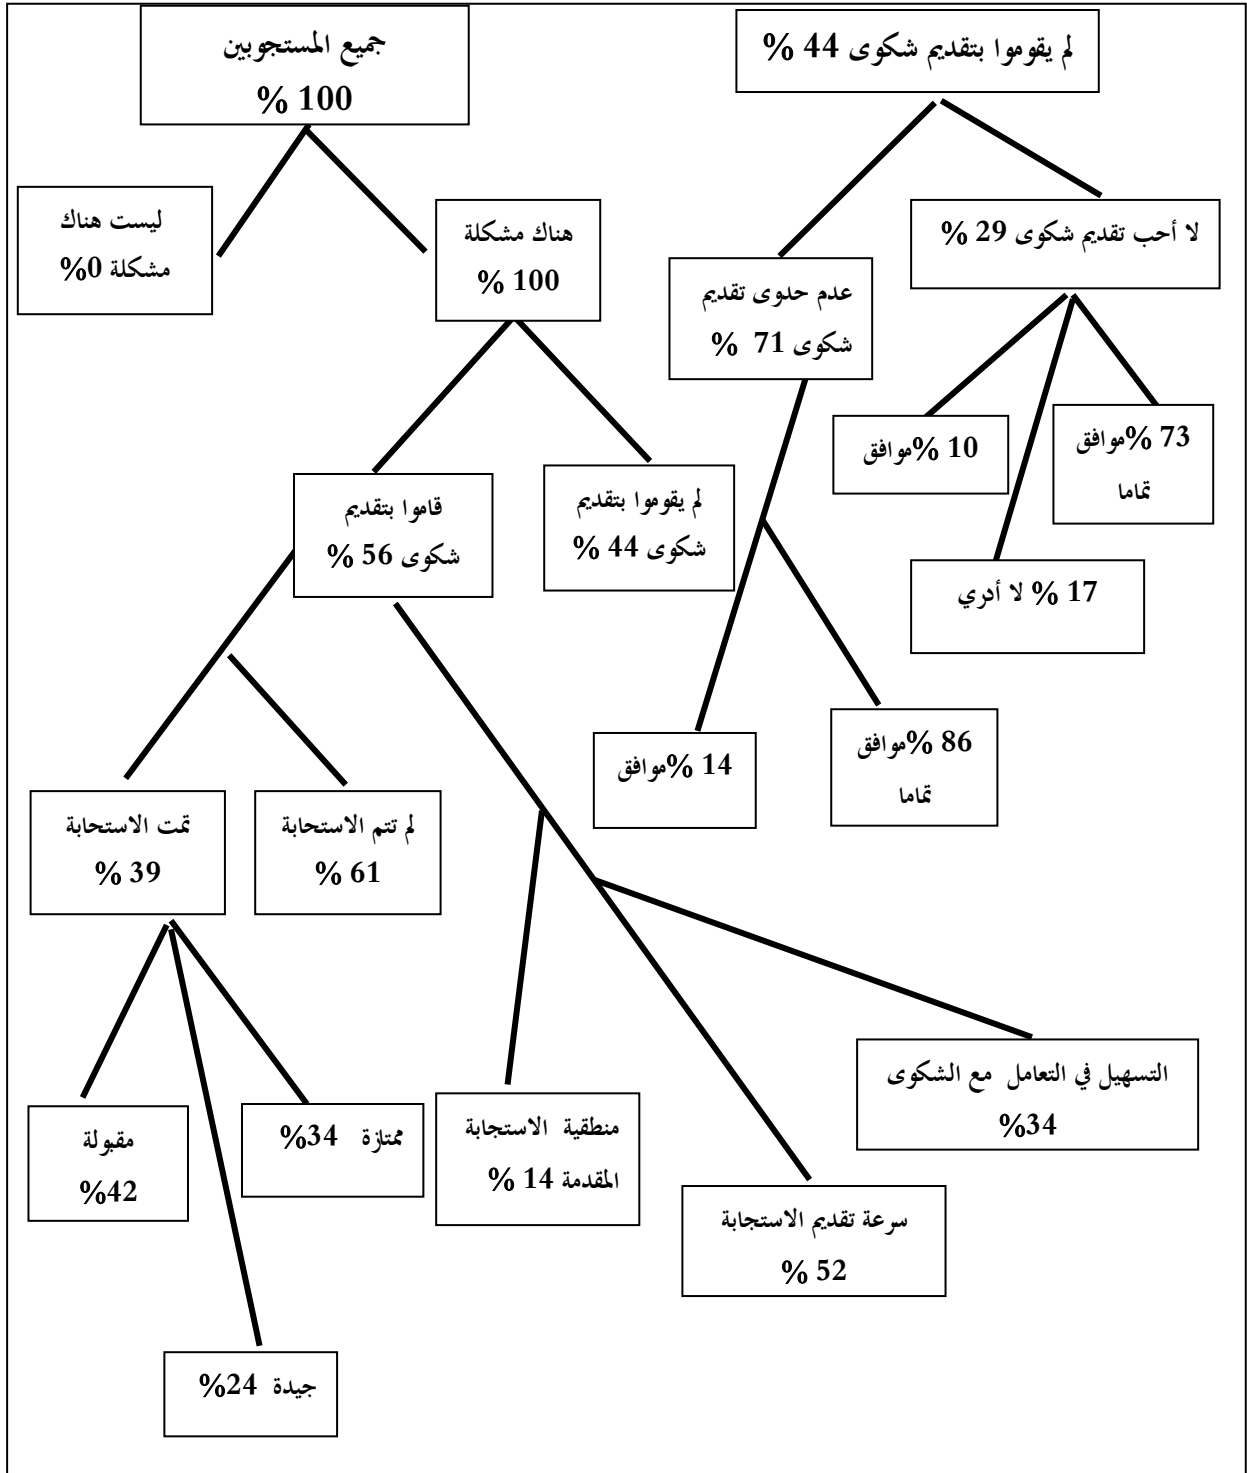 جميع المستجوبين
100 %
لم يقوموا بتقديم شكوى 44 %
ليست هناك
مشكلة 0%
هناك مشكلة
100 %
عدم حدوى تقديم
شكوى 71 %
لا أحب تقديم شكوى 29 %
10 %موافق
73 %موافق
تماما
17 % لا أدري
قاموا بتقديم
شكوى 56 %
لم يقوموا بتقديم
شكوى 44 %
14 %موافق
86 %موافق
تماما
تمت الاستحابة
39 %
لم تتم الاستحابة
61 %
التسهيل في التعامل مع الشكوى
34%
مقبولة
42%
ممتازة 34%
منطقية الاستجابة
المقدمة 14 %
سرعة تقديم الاستجابة
52 %
جيدة 24%